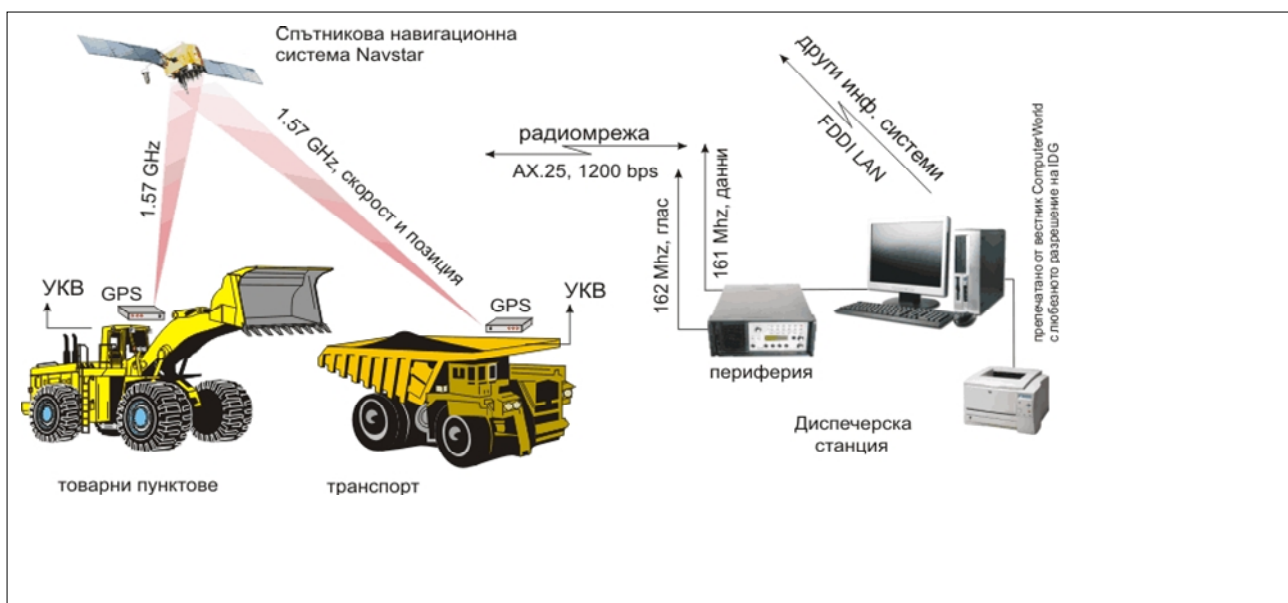 Спътникова навигационна
система Navstar
1.57 GHz
1.57 GHz, скорост и позиция
УКВ
GPS
GPS
УКВ
товарни пунктове
транспорт
радиомрежа
AX.25, 1200 bps
162 Mhz, глас
161 Mhz, данни
други инф. системи
FDDI LAN
периферия
Диспечерска
станция
препечатано от вестник ComputerWorld
с любезното разрешение на IDG